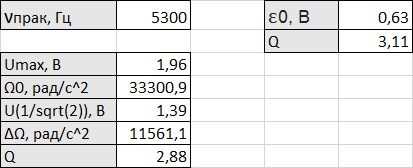 νпрак, Гц 5300
ε0, В 0,63
Q 3,11
Umax, В 1,96
Ω0, рад/с^2 33300,9
U(1/sqrt(2)), В 1,39
ΔΩ, рад/с^2 11561,1
Q 2,88